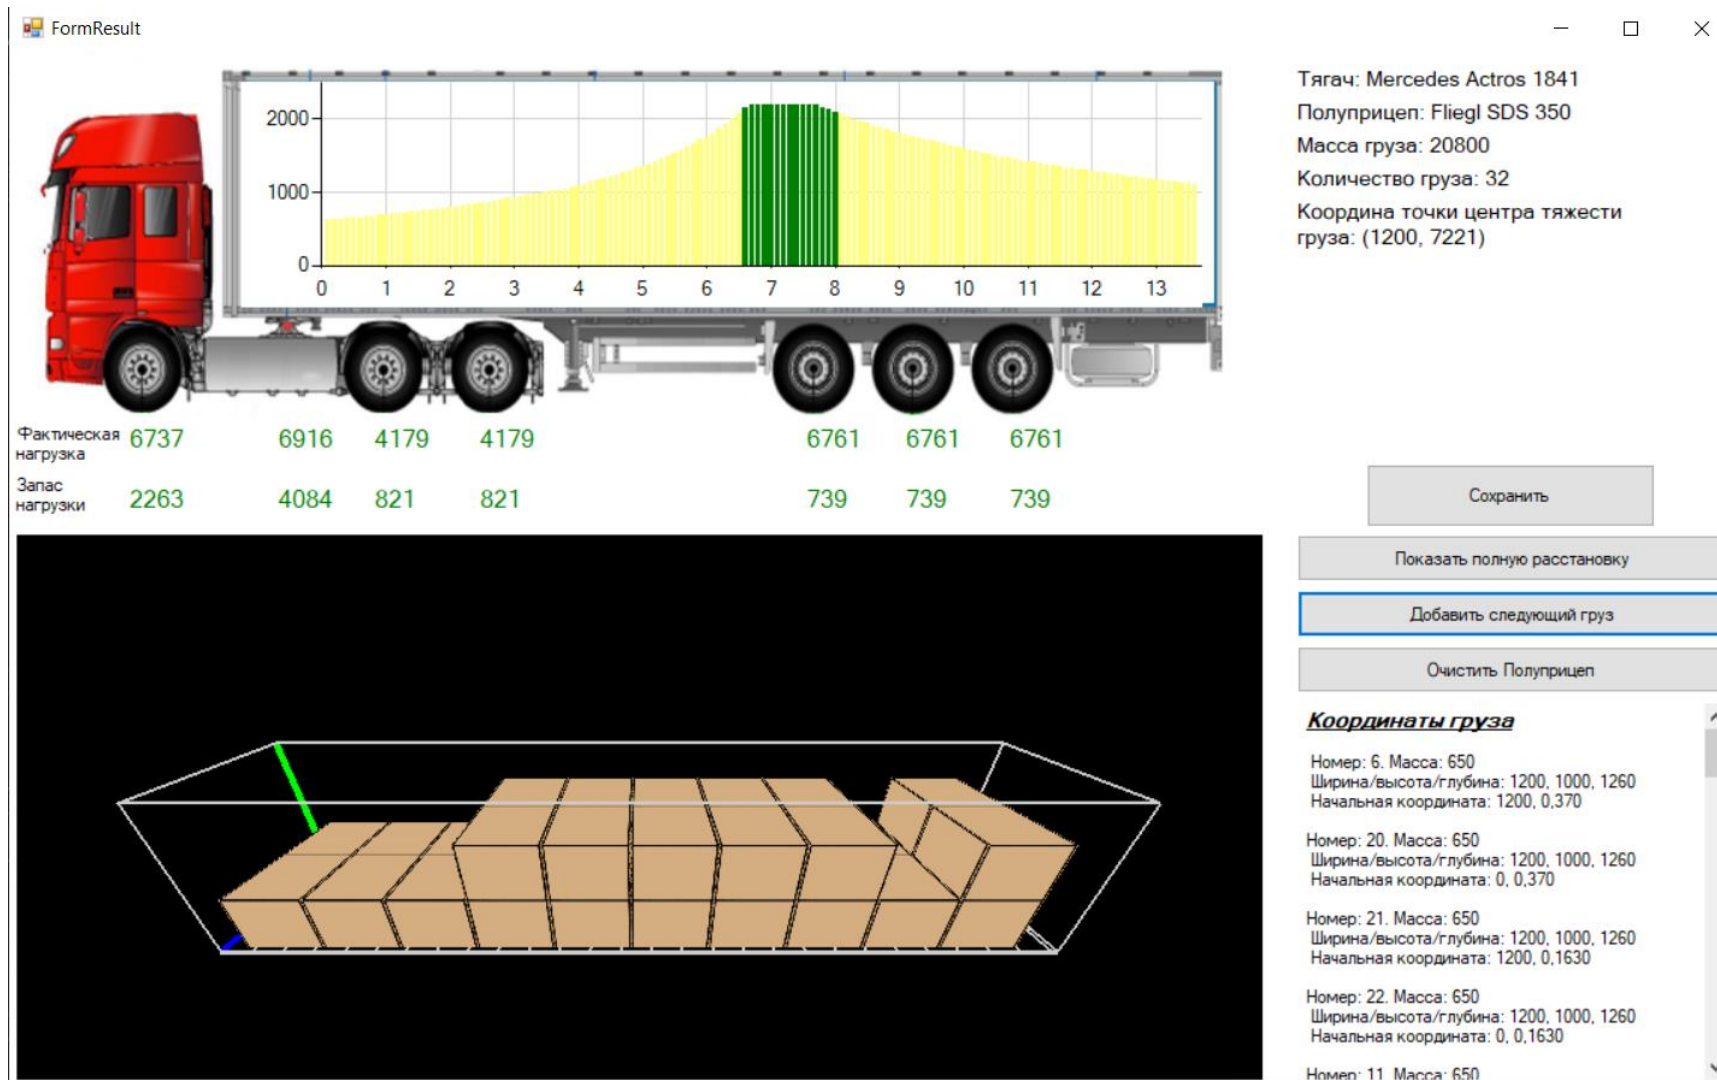 FormResult
Тягач: Mercedes Actros 1841
Полуприцеп: Fliegl SDS 350
Масса груза: 20800
Количество груза: 32
Координа точки центра тяжести
груза: (1200, 7221)
2000
1000
0
0 1 2 3 4 5 6 7 8 9 10 11 12 13
Фактическая
нагрузка
6737 6916 4179 4179 6761 6761 6761
Запас
нагрузки
2263 4084 821 821 739 739 739
Сохранить
Показать полную расстановку
Добавить следующий груз
Очистить Полуприцеп
Координаты груза
Номер: 6. Масса: 650
Ширина/высота/глубина: 1200, 1000, 1260
Начальная координата: 1200, 0,370
Номер: 20. Масса: 650
Ширина/высота/глубина: 1200, 1000, 1260
Начальная координата: 0, 0,370
Номер: 21. Масса: 650
Ширина/высота/глубина: 1200, 1000, 1260
Начальная координата: 1200, 0,1630
Номер: 22. Масса: 650
Ширина/высота/глубина: 1200, 1000, 1260
Начальная координата: 0, 0,1630
Номер: 11. Масса: 650